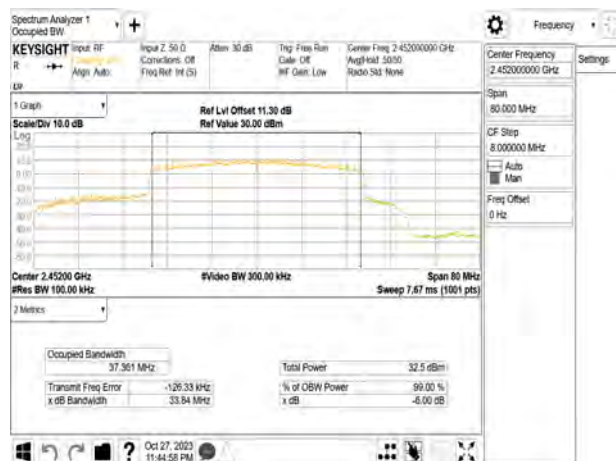 Spectrum Analyzer 1
Occupied BW
+
Frequency
KEYSIGHT
R
Input: RF
Align: Auto
Input Z: 50 Ω
Corrections: Off
Freq Ref: Int (S)
Atten: 30 dB
Trig: Free Run
Gate: Off
#IF Gain: Low
Center Freq: 2.452000000 GHz
Avg|Hold: 50/50
Radio Std: None
Center Frequency
2.452000000 GHz
Settings
Span
80.000 MHz
CF Step
8.000000 MHz
Auto
Man
Freq Offset
0 Hz
1 Graph
Scale/Div 10.0 dB
Log
Ref Lvl Offset 11.30 dB
Ref Value 30.00 dBm
Center 2.45200 GHz
#Res BW 100.00 kHz
#Video BW 300.00 kHz
Span 80 MHz
Sweep 7.67 ms (1001 pts)
2 Metrics
Occupied Bandwidth
37.361 MHz
Total Power
32.5 dBm
Transmit Freq Error
-126.33 kHz
% of OBW Power
99.00 %
x dB Bandwidth
33.84 MHz
x dB
-6.00 dB
?
Oct 27, 2023
11:44:58 PM